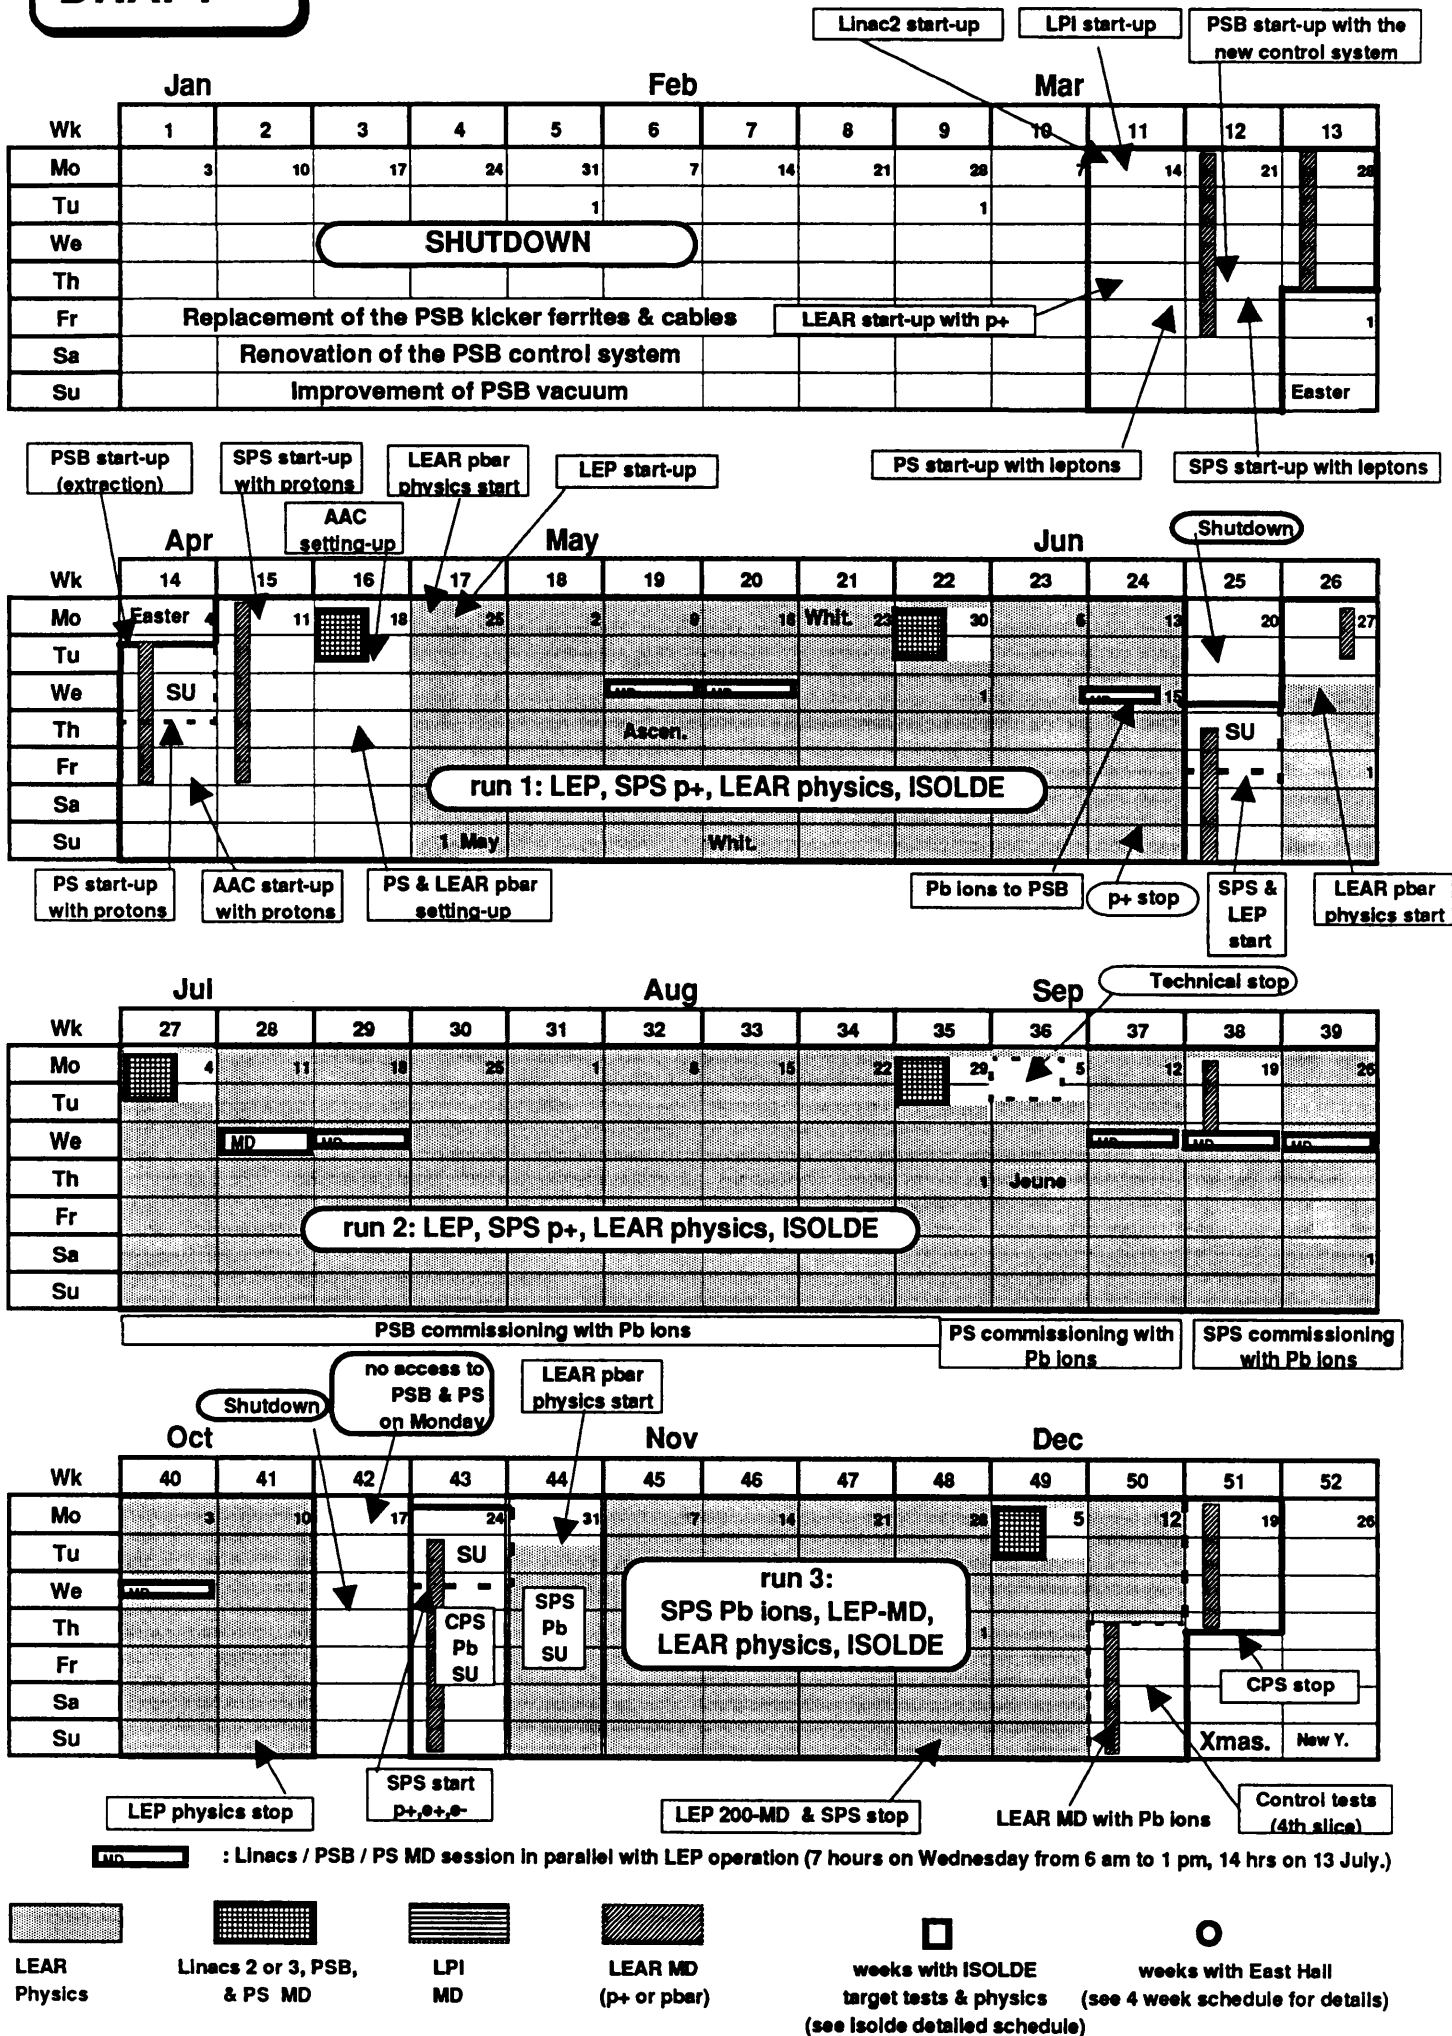 DRAFT
Linac2 start-up
LPI start-up
PSB start-up with the
new control system
Jan Feb Mar
Wk 1 2 3 4 5 6 7 8 9 10 11 12 13
Mo 3 10 17 24 31 7 14 21 28 7 14 21 28
Tu 1 1
We SHUTDOWN
Th
Fr Replacement of the PSB kicker ferrites & cables LEAR start-up with p+ 1
Sa Renovation of the PSB control system
Su Improvement of PSB vacuum Easter
PS start-up with leptons
SPS start-up with leptons
PSB start-up
(extraction)
SPS start-up
with protons
AAC
setting-up
LEAR pbar
physics start
LEP start-up
Shutdown
Apr May Jun
Wk 14 15 16 17 18 19 20 21 22 23 24 25 26
Mo Easter 4 11 18 25 2 9 16 Whit. 23 30 6 13 20 27
Tu
We SU MD MD 1 MD 15
Th Ascen. SU
Fr run 1: LEP, SPS p+, LEAR physics, ISOLDE 1
Sa
Su 1 May Whit.
PS start-up
with protons
AAC start-up
with protons
PS & LEAR pbar
setting-up
Pb ions to PSB
p+ stop
SPS &
LEP
start
LEAR pbar
physics start
Technical stop
Jul Aug Sep
Wk 27 28 29 30 31 32 33 34 35 36 37 38 39
Mo 4 11 18 25 1 8 15 22 29 5 12 19 26
Tu
We MD MD MD MD MD
Th 1 Jeune
Fr run 2: LEP, SPS p+, LEAR physics, ISOLDE
Sa 1
Su
PSB commissioning with Pb ions
PS commissioning with
Pb ions
SPS commissioning
with Pb ions
Shutdown
no access to
PSB & PS
on Monday
LEAR pbar
physics start
Oct Nov Dec
Wk 40 41 42 43 44 45 46 47 48 49 50 51 52
Mo 3 10 17 24 31 7 14 21 28 5 12 19 26
Tu SU
We MD
Th 1
Fr
Sa
Su Xmas. New Y.
CPS
Pb
SU
SPS
Pb
SU
run 3:
SPS Pb ions, LEP-MD,
LEAR physics, ISOLDE
CPS stop
LEP physics stop
SPS start
p+,e+,e-
LEP 200-MD & SPS stop
LEAR MD with Pb ions
Control tests
(4th slice)
MD : Linacs / PSB / PS MD session in parallel with LEP operation (7 hours on Wednesday from 6 am to 1 pm, 14 hrs on 13 July.)
LEAR
Physics
Linacs 2 or 3, PSB,
& PS MD
LPI
MD
LEAR MD
(p+ or pbar)
weeks with ISOLDE
target tests & physics
(see isolde detailed schedule)
weeks with East Hall
(see 4 week schedule for details)